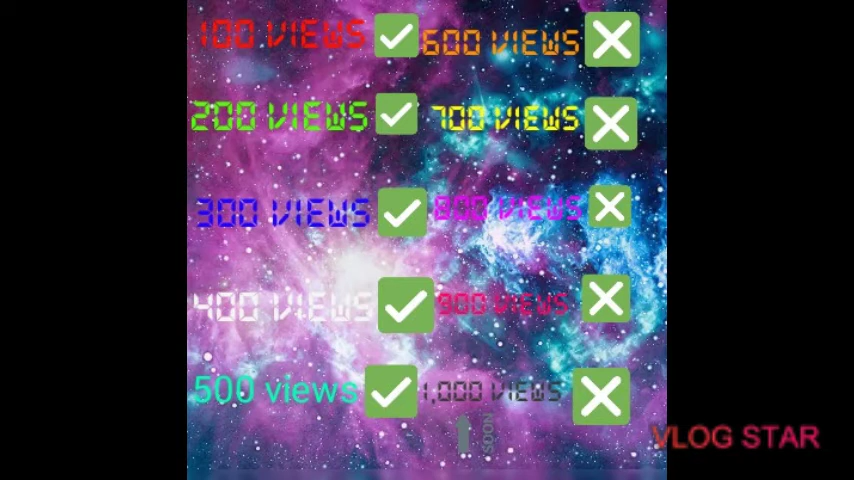 100 VIEWS
200 VIEWS
300 VIEWS
400 VIEWS
500 views
600 VIEWS
700 VIEWS
800 VIEWS
900 VIEWS
1,000 VIEWS
SOON
VLOG STAR